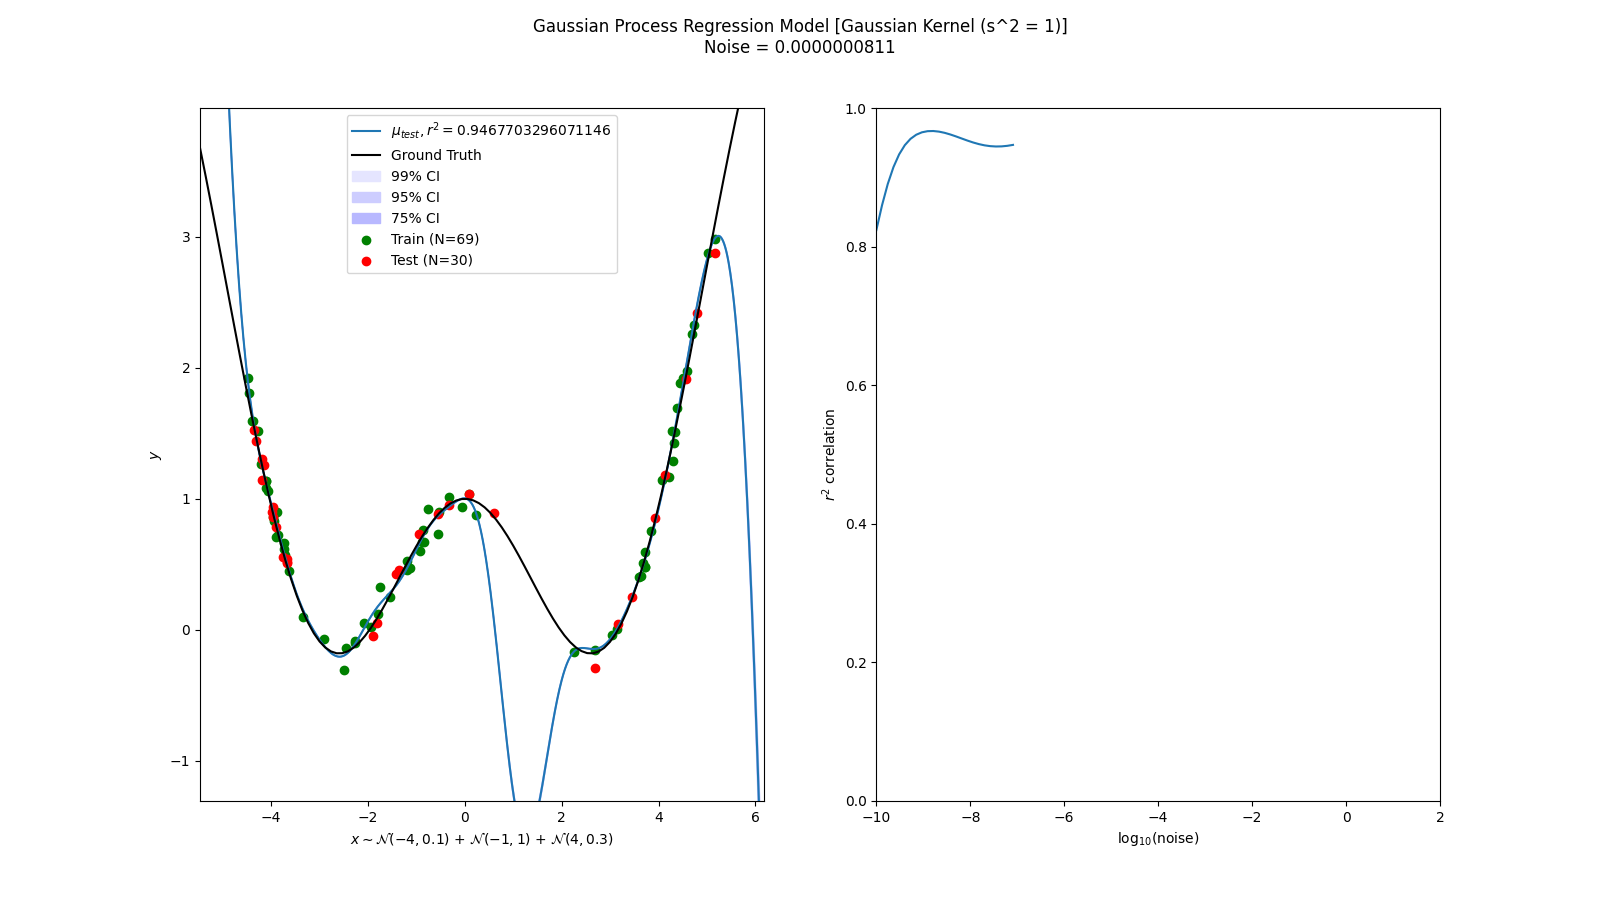 Gaussian Process Regression Model [Gaussian Kernel (s^2 = 1)]
Noise = 0.0000000811
μ_test, r² = 0.9467703296071146
Ground Truth
99% CI
95% CI
75% CI
Train (N=69)
Test (N=30)
3
2
1
0
−1
y
−4 −2 0 2 4 6
x ∼ 𝒩(−4, 0.1) + 𝒩(−1, 1) + 𝒩(4, 0.3)
1.0
0.8
0.6
0.4
0.2
0.0
r² correlation
−10 −8 −6 −4 −2 0 2
log₁₀(noise)